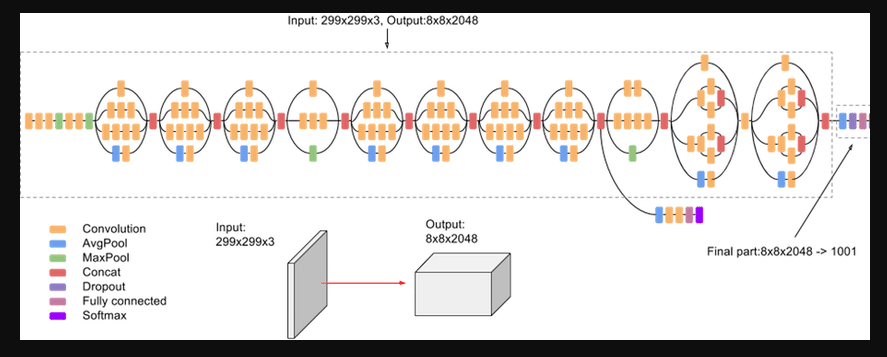 Input: 299x299x3, Output:8x8x2048
Input:
299x299x3
Output:
8x8x2048
Final part:8x8x2048 -> 1001
Convolution
AvgPool
MaxPool
Concat
Dropout
Fully connected
Softmax